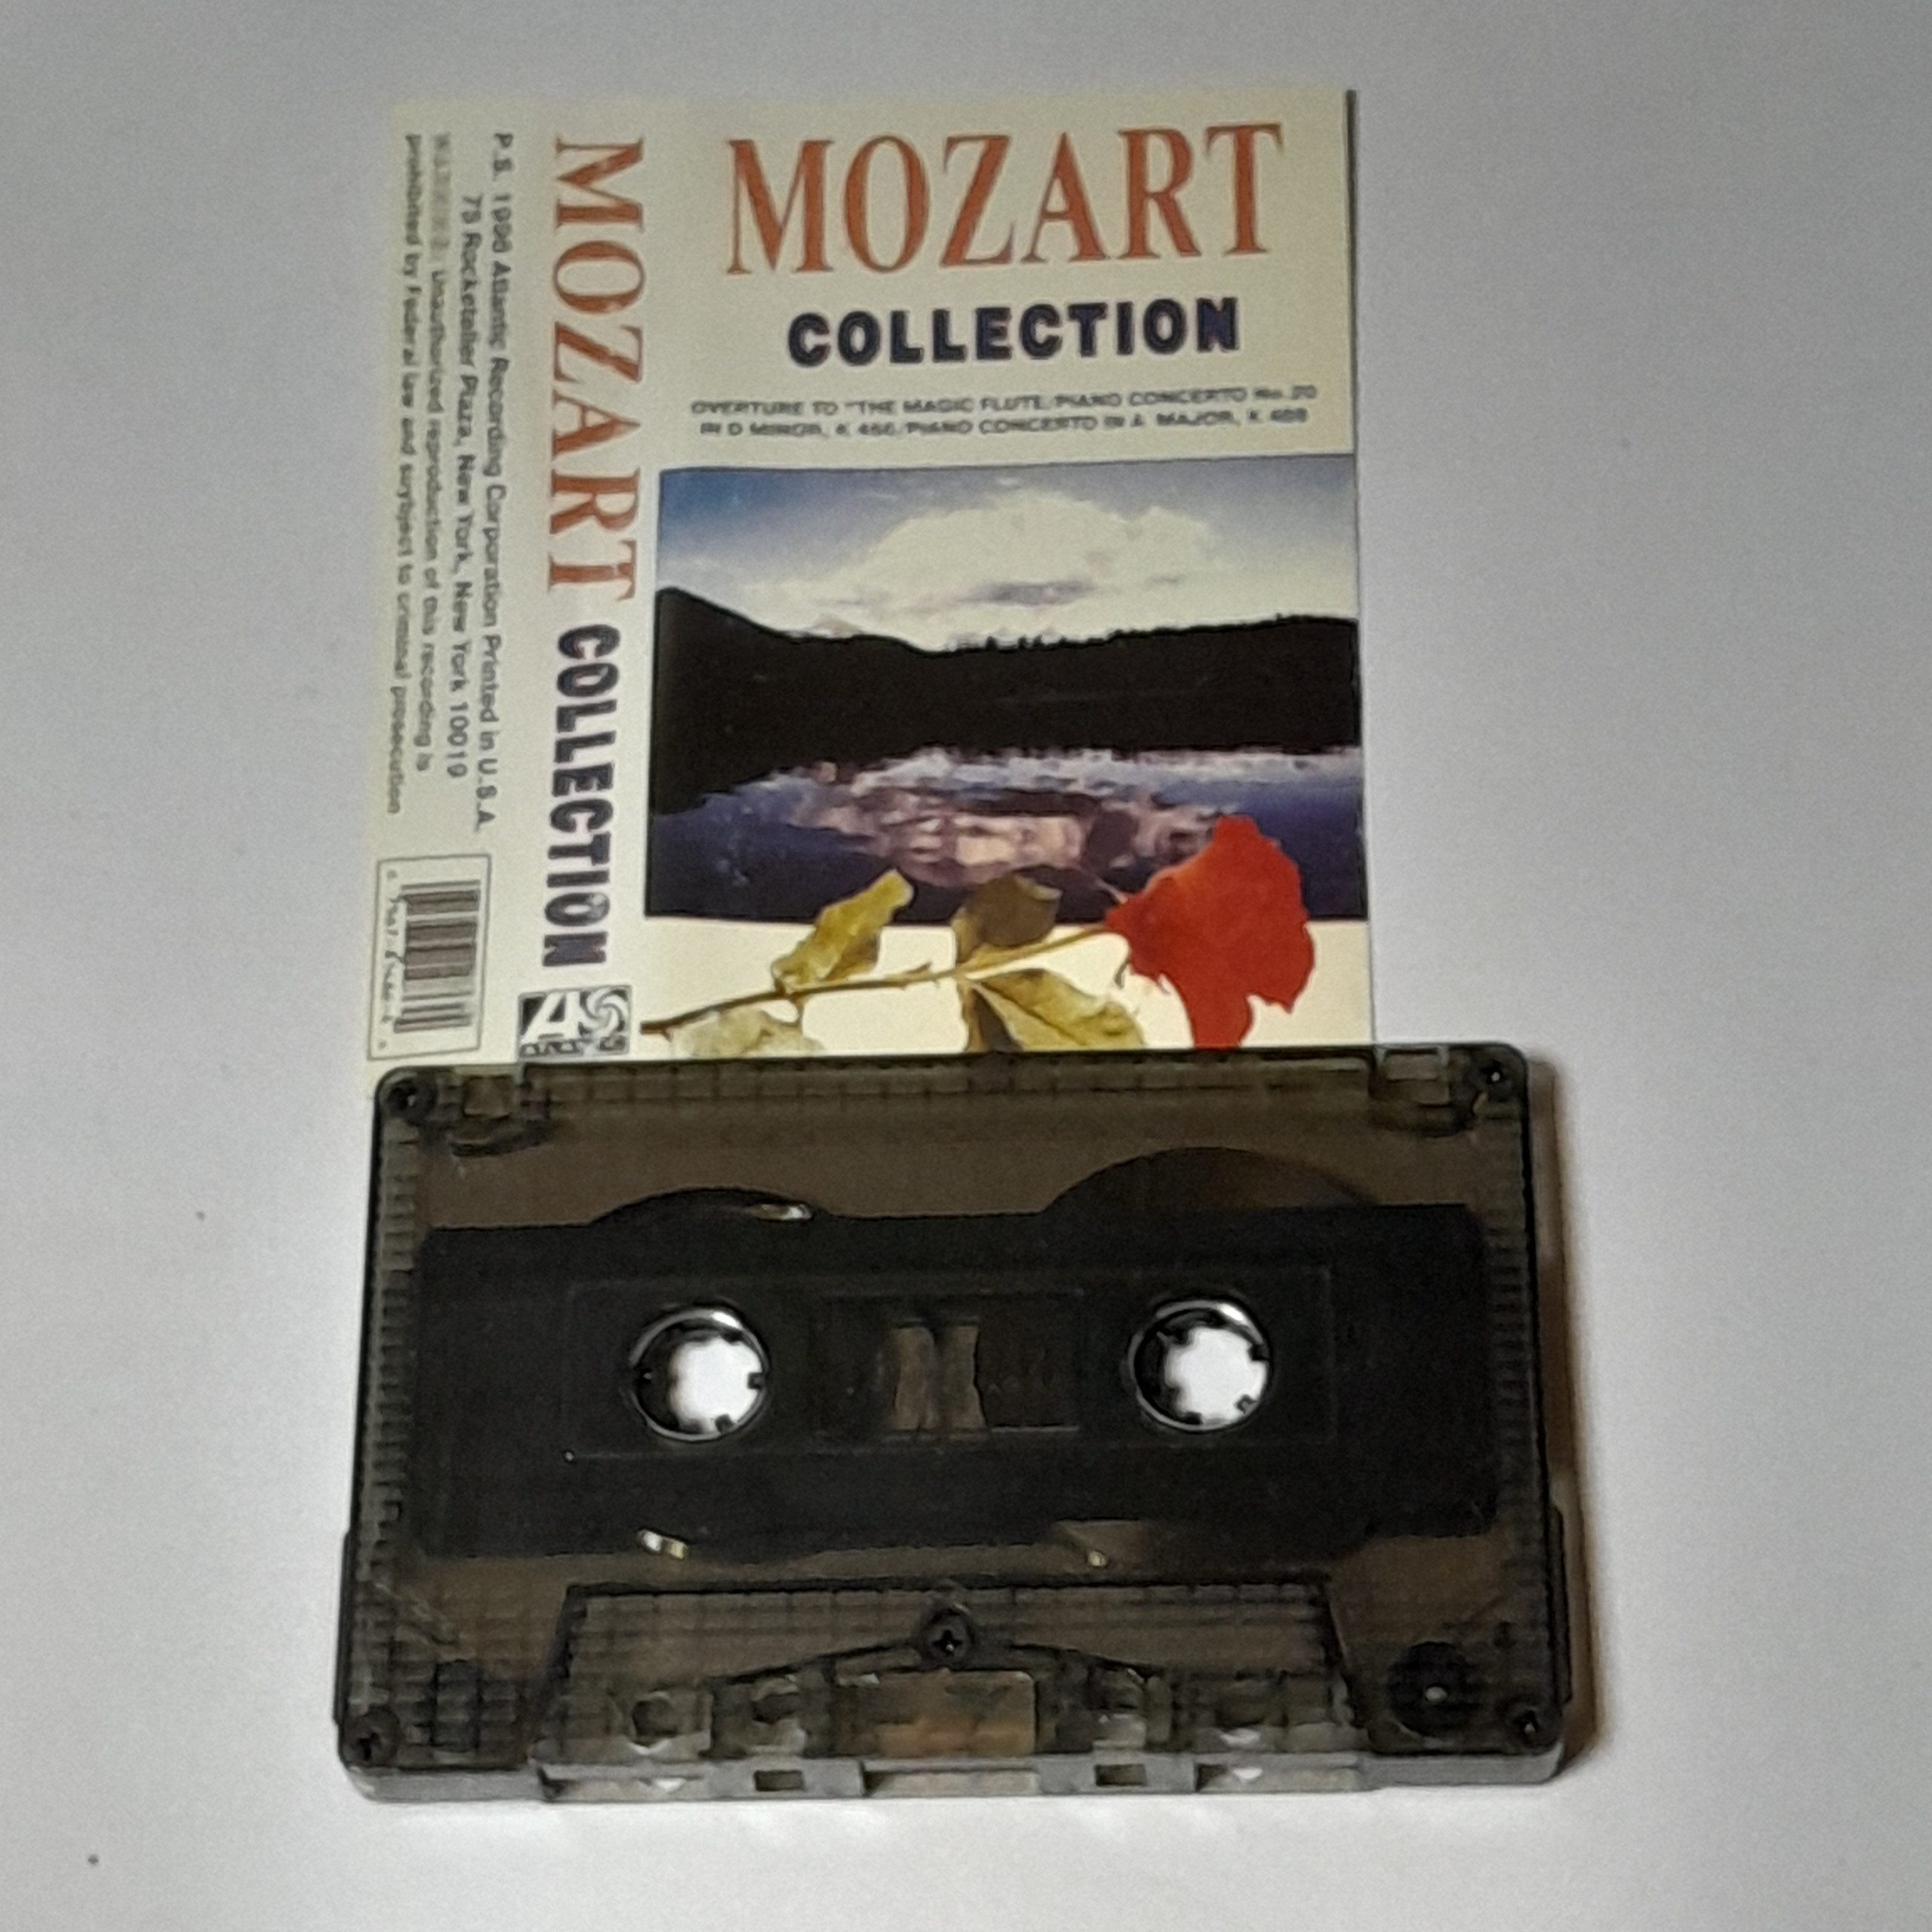 MOZART
COLLECTION
OVERTURE TO "THE MAGIC FLUTE/PIANO CONCERTO No.20
IN D MINOR, K 466/PIANO CONCERTO IN A MAJOR, K 488
MOZART COLLECTION
P.S. 1996 Atlantic Recording Corporation Printed in U.S.A.
75 Rockefeller Plaza, New York, New York 10019
Unauthorized reproduction of this recording is
prohibited by Federal law and surbject to criminal prosecution